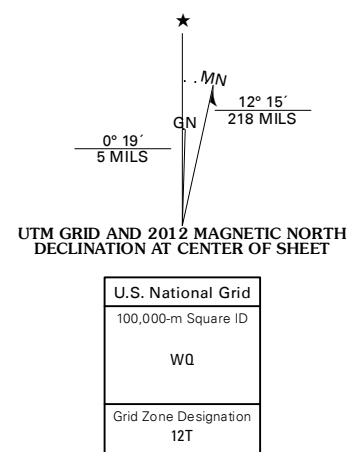 ★
MN
12° 15´
218 MILS
GN
0° 19´
5 MILS
UTM GRID AND 2012 MAGNETIC NORTH
DECLINATION AT CENTER OF SHEET
U.S. National Grid
100,000-m Square ID
WQ
Grid Zone Designation
12T